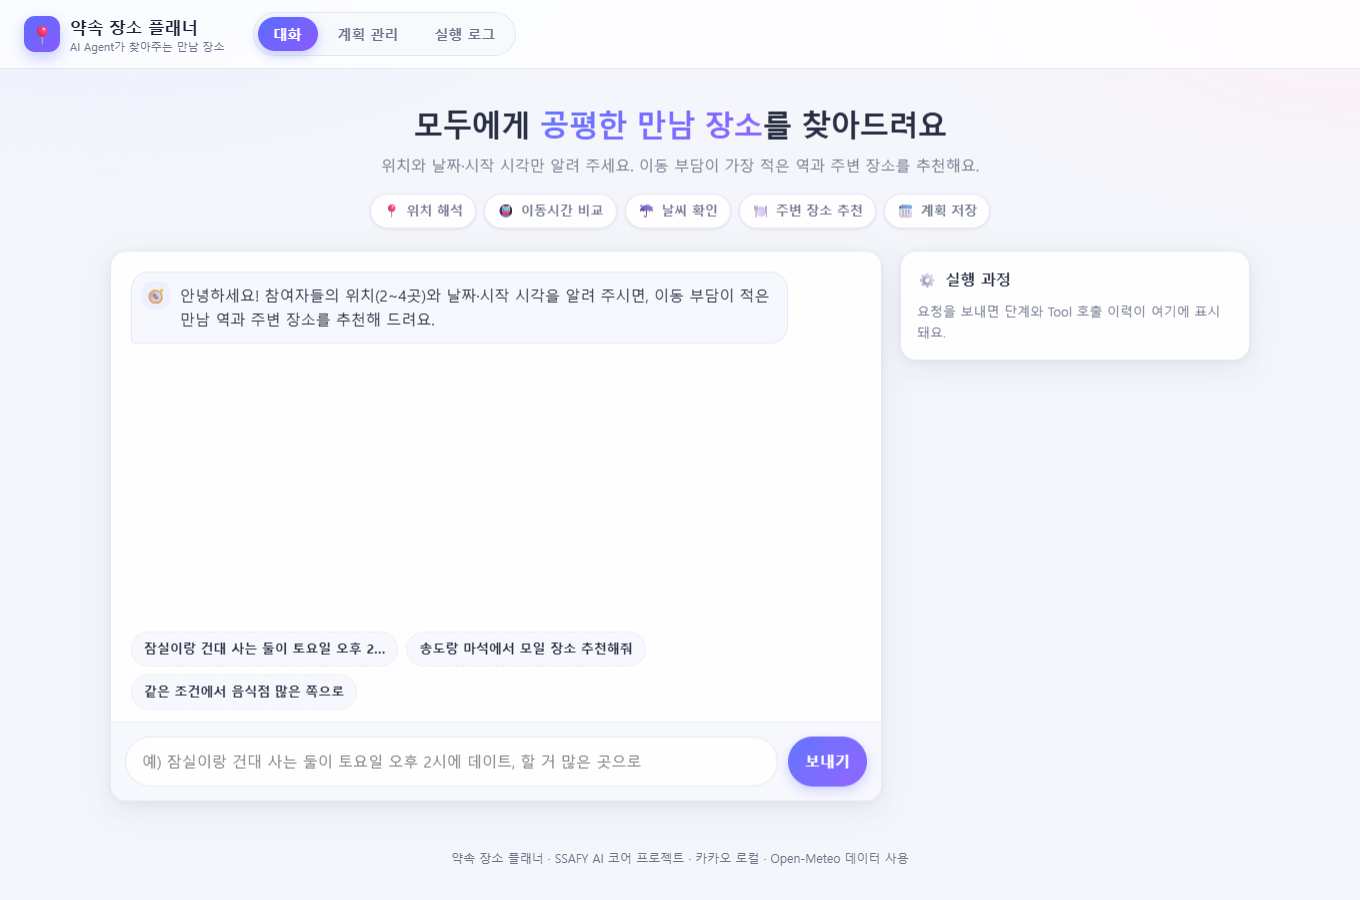 약속 장소 플래너
AI Agent가 찾아주는 만남 장소
대화
계획 관리
실행 로그
모두에게 공평한 만남 장소를 찾아드려요
위치와 날짜·시작 시각만 알려 주세요. 이동 부담이 가장 적은 역과 주변 장소를 추천해요.
위치 해석
이동시간 비교
날씨 확인
주변 장소 추천
계획 저장
안녕하세요! 참여자들의 위치(2~4곳)와 날짜·시작 시각을 알려 주시면, 이동 부담이 적은
만남 역과 주변 장소를 추천해 드려요.
잠실이랑 건대 사는 둘이 토요일 오후 2...
송도랑 마석에서 모일 장소 추천해줘
같은 조건에서 음식점 많은 쪽으로
예) 잠실이랑 건대 사는 둘이 토요일 오후 2시에 데이트, 할 거 많은 곳으로
보내기
실행 과정
요청을 보내면 단계와 Tool 호출 이력이 여기에 표시
돼요.
약속 장소 플래너 · SSAFY AI 코어 프로젝트 · 카카오 로컬 · Open-Meteo 데이터 사용